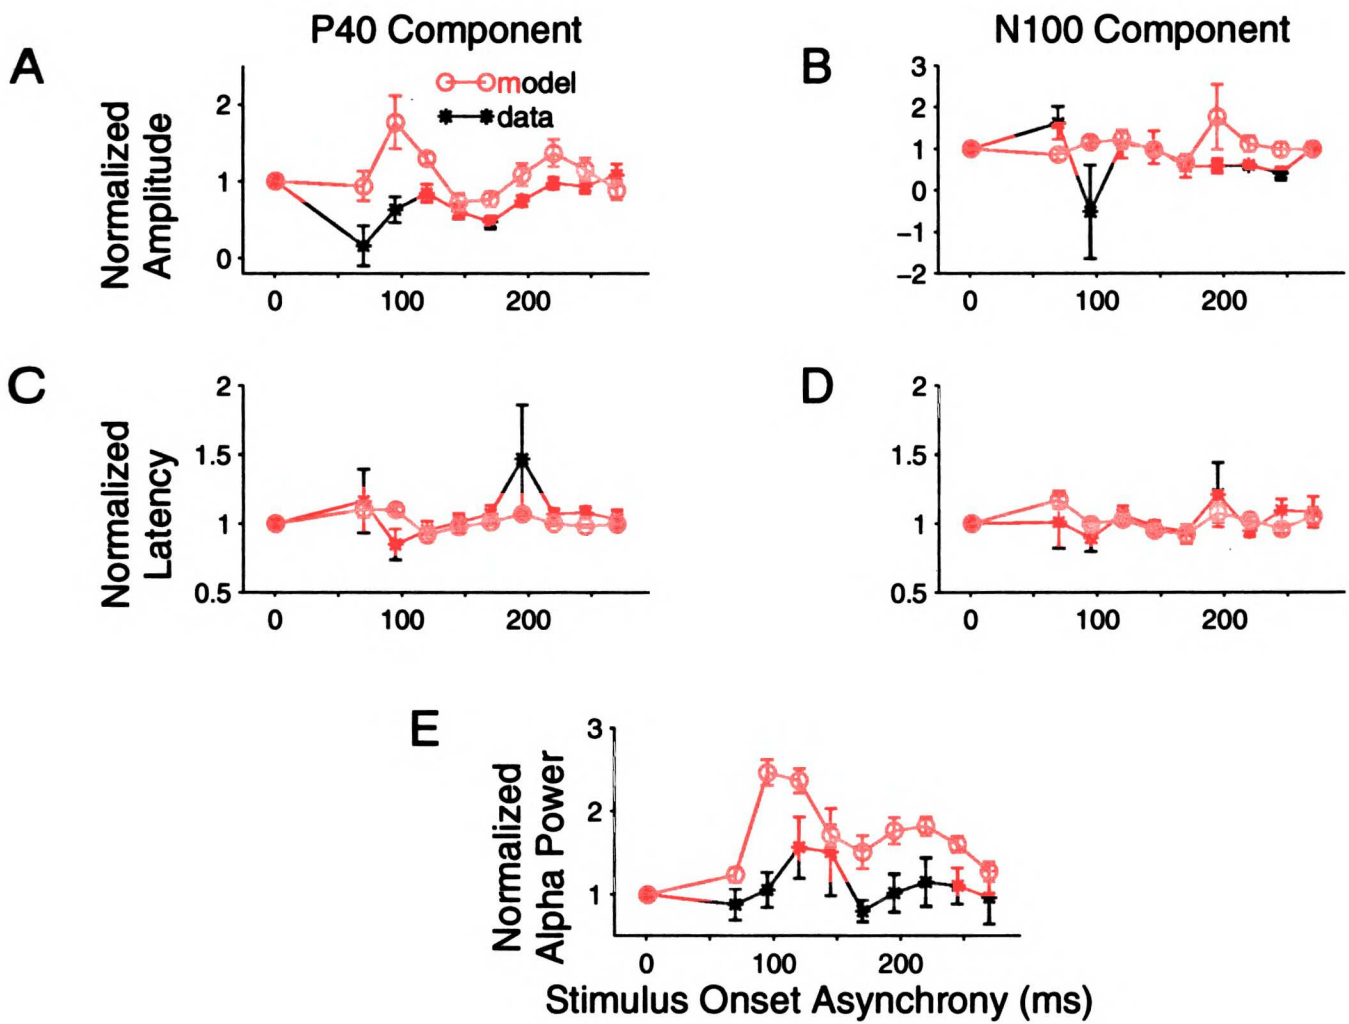 P40 Component
N100 Component
A
B
Normalized
Amplitude
model
data
2
1
0
0
100
200
3
2
1
0
−1
−2
0
100
200
C
D
Normalized
Latency
2
1.5
1
0.5
0
100
200
2
1.5
1
0.5
0
100
200
E
Normalized
Alpha Power
3
2
1
0
100
200
Stimulus Onset Asynchrony (ms)